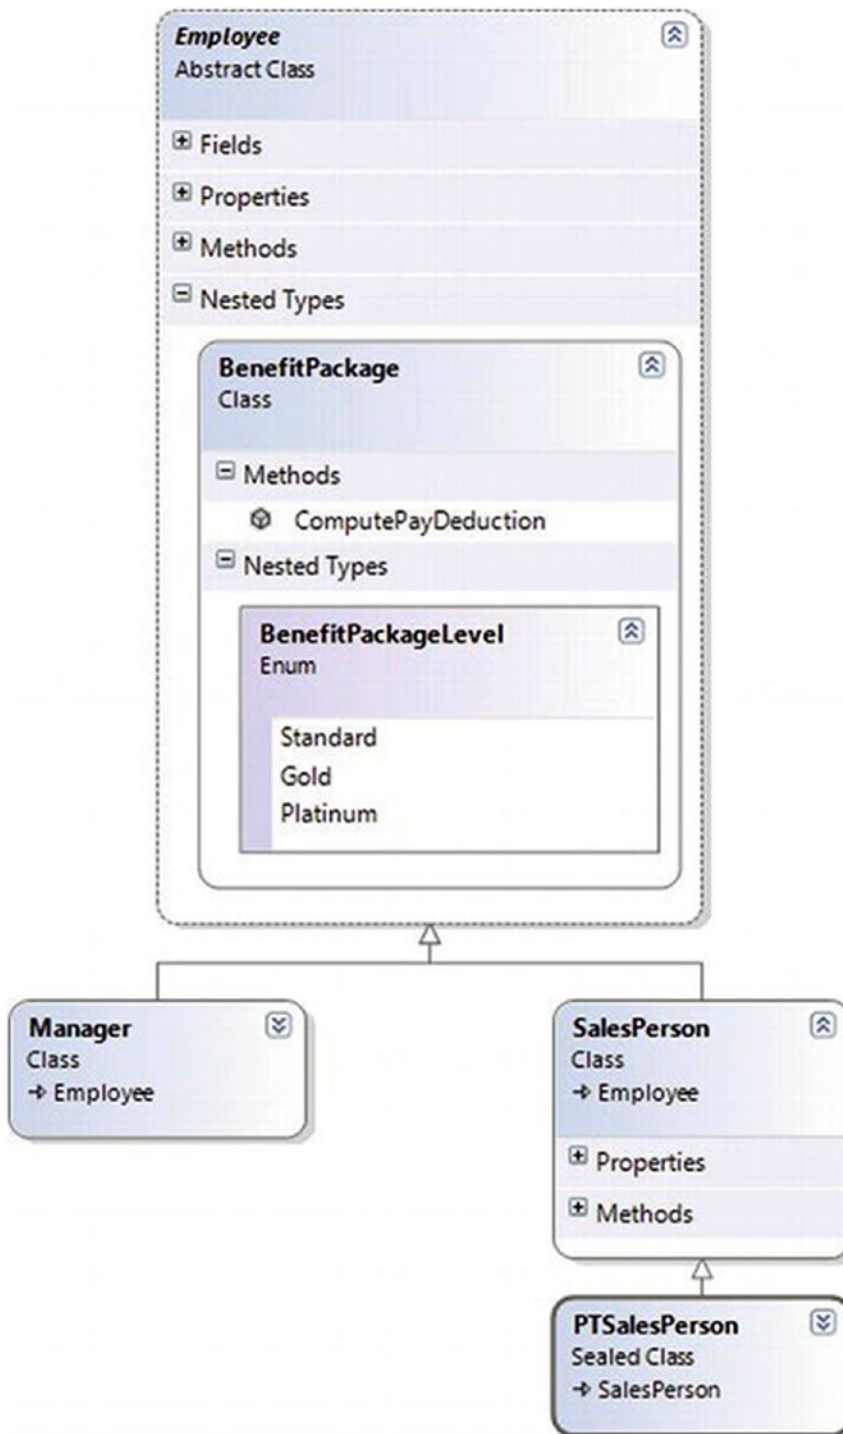 Employee
Abstract Class
Fields
Properties
Methods
Nested Types
BenefitPackage
Class
Methods
ComputePayDeduction
Nested Types
BenefitPackageLevel
Enum
Standard
Gold
Platinum
Manager
Class
Employee
SalesPerson
Class
Employee
Properties
Methods
PTSalesPerson
Sealed Class
SalesPerson